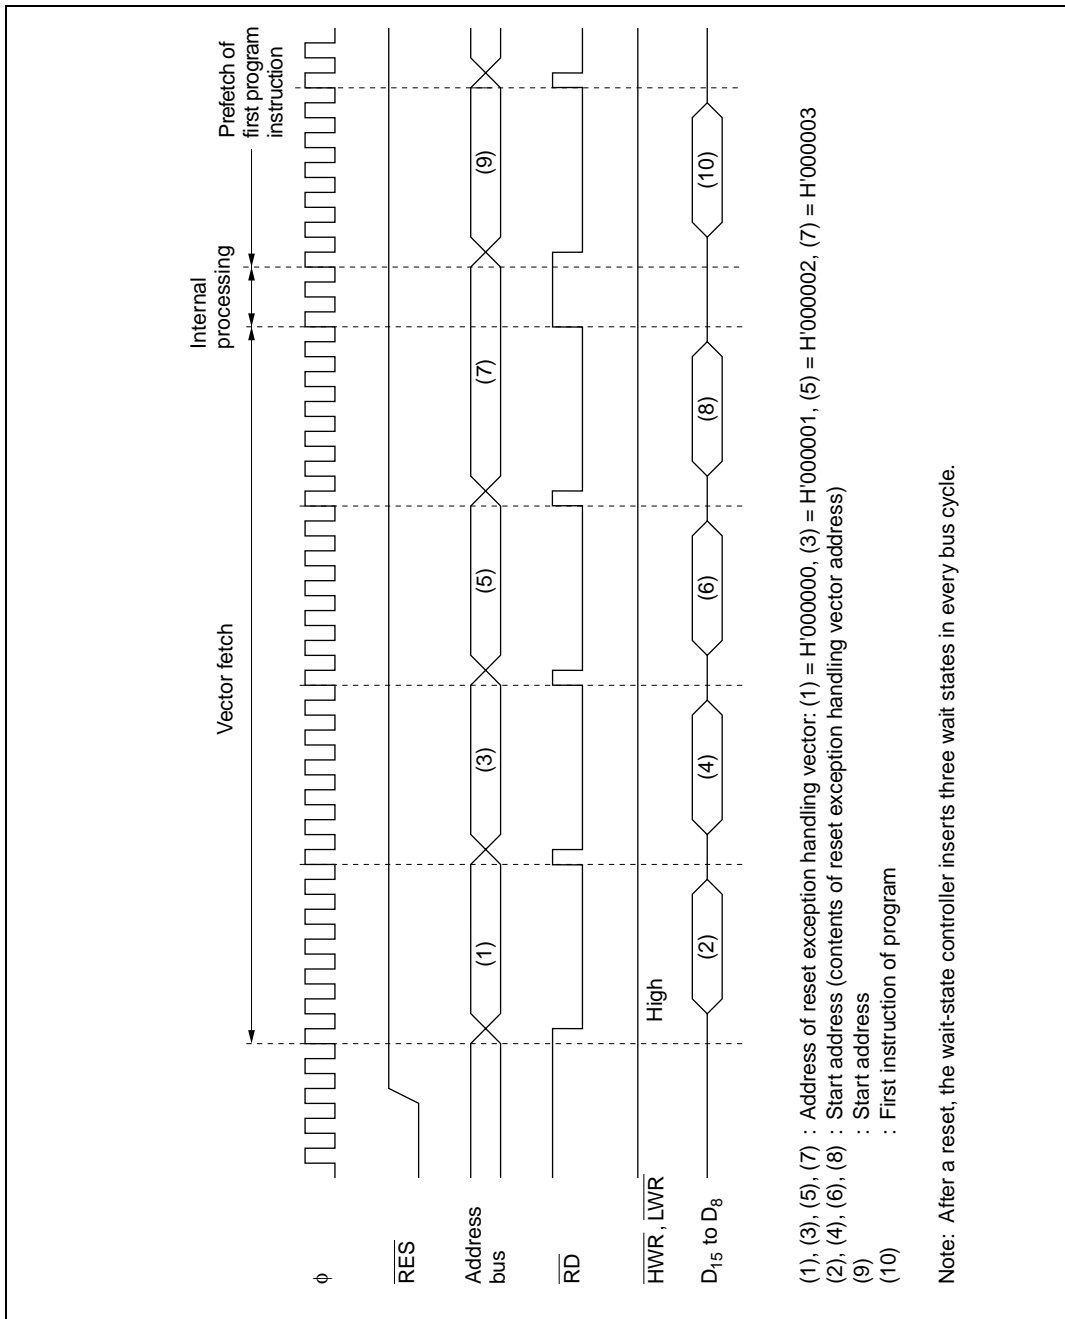 Vector fetch
Internal
processing
Prefetch of
first program
instruction
φ
RES
Address
bus
(1)
(3)
(5)
(7)
(9)
RD
HWR , LWR
High
D15 to D8
(2)
(4)
(6)
(8)
(10)
(1), (3), (5), (7) : Address of reset exception handling vector: (1) = H'000000, (3) = H'000001, (5) = H'000002, (7) = H'000003
(2), (4), (6), (8) : Start address (contents of reset exception handling vector address)
(9) : Start address
(10) : First instruction of program
Note: After a reset, the wait-state controller inserts three wait states in every bus cycle.